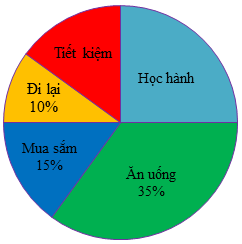 Tiết kiệm
Học hành
Đi lại
10%
Mua sắm
15%
Ăn uống
35%